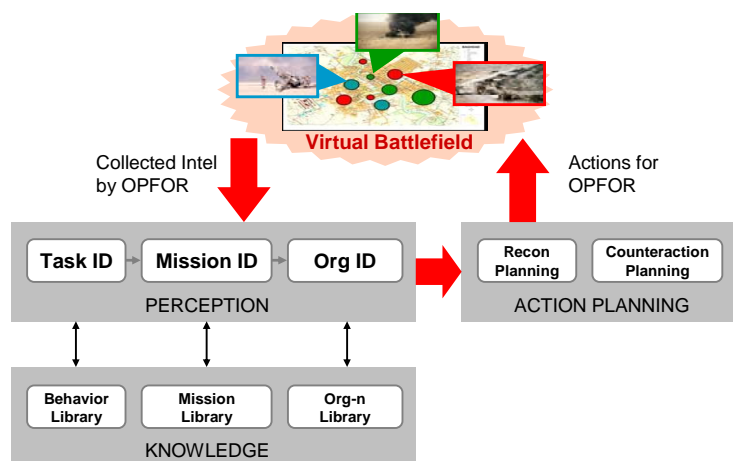 Virtual Battlefield
Collected Intel
by OPFOR
Actions for
OPFOR
Task ID
Mission ID
Org ID
PERCEPTION
Recon
Planning
Counteraction
Planning
ACTION PLANNING
Behavior
Library
Mission
Library
Org-n
Library
KNOWLEDGE